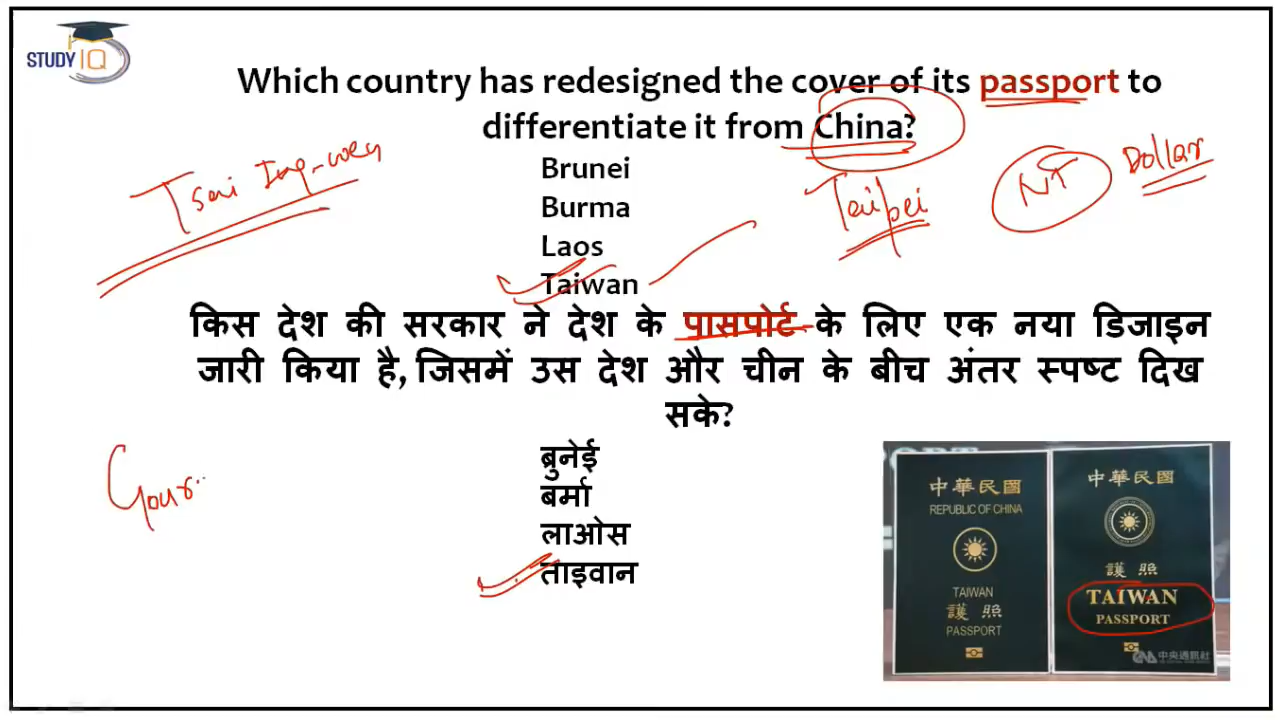 STUDY IQ
Which country has redesigned the cover of its passport to
differentiate it from China?
Brunei
Burma
Laos
Taiwan
Tsai Ing-wen
Taipei
NT
Dollar
किस देश की सरकार ने देश के पासपोर्ट के लिए एक नया डिजाइन
जारी किया है, जिसमें उस देश और चीन के बीच अंतर स्पष्ट दिख
सके?
ब्रुनेई
बर्मा
लाओस
ताइवान
Gour
中華民國
REPUBLIC OF CHINA
TAIWAN
護照
PASSPORT
中華民國
護照
TAIWAN
PASSPORT
中央通訊社